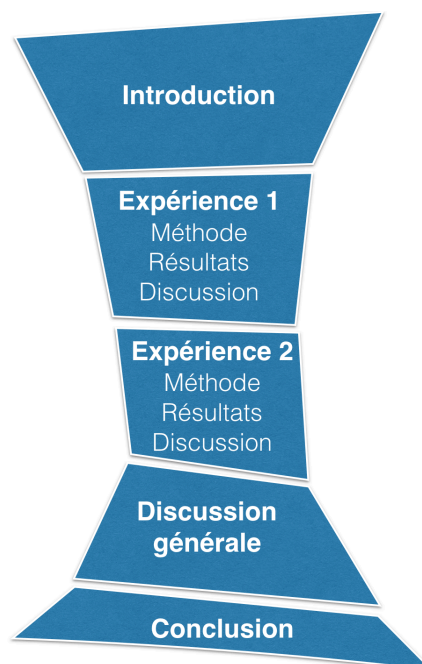 Introduction
Expérience 1
Méthode
Résultats
Discussion
Expérience 2
Méthode
Résultats
Discussion
Discussion
générale
Conclusion